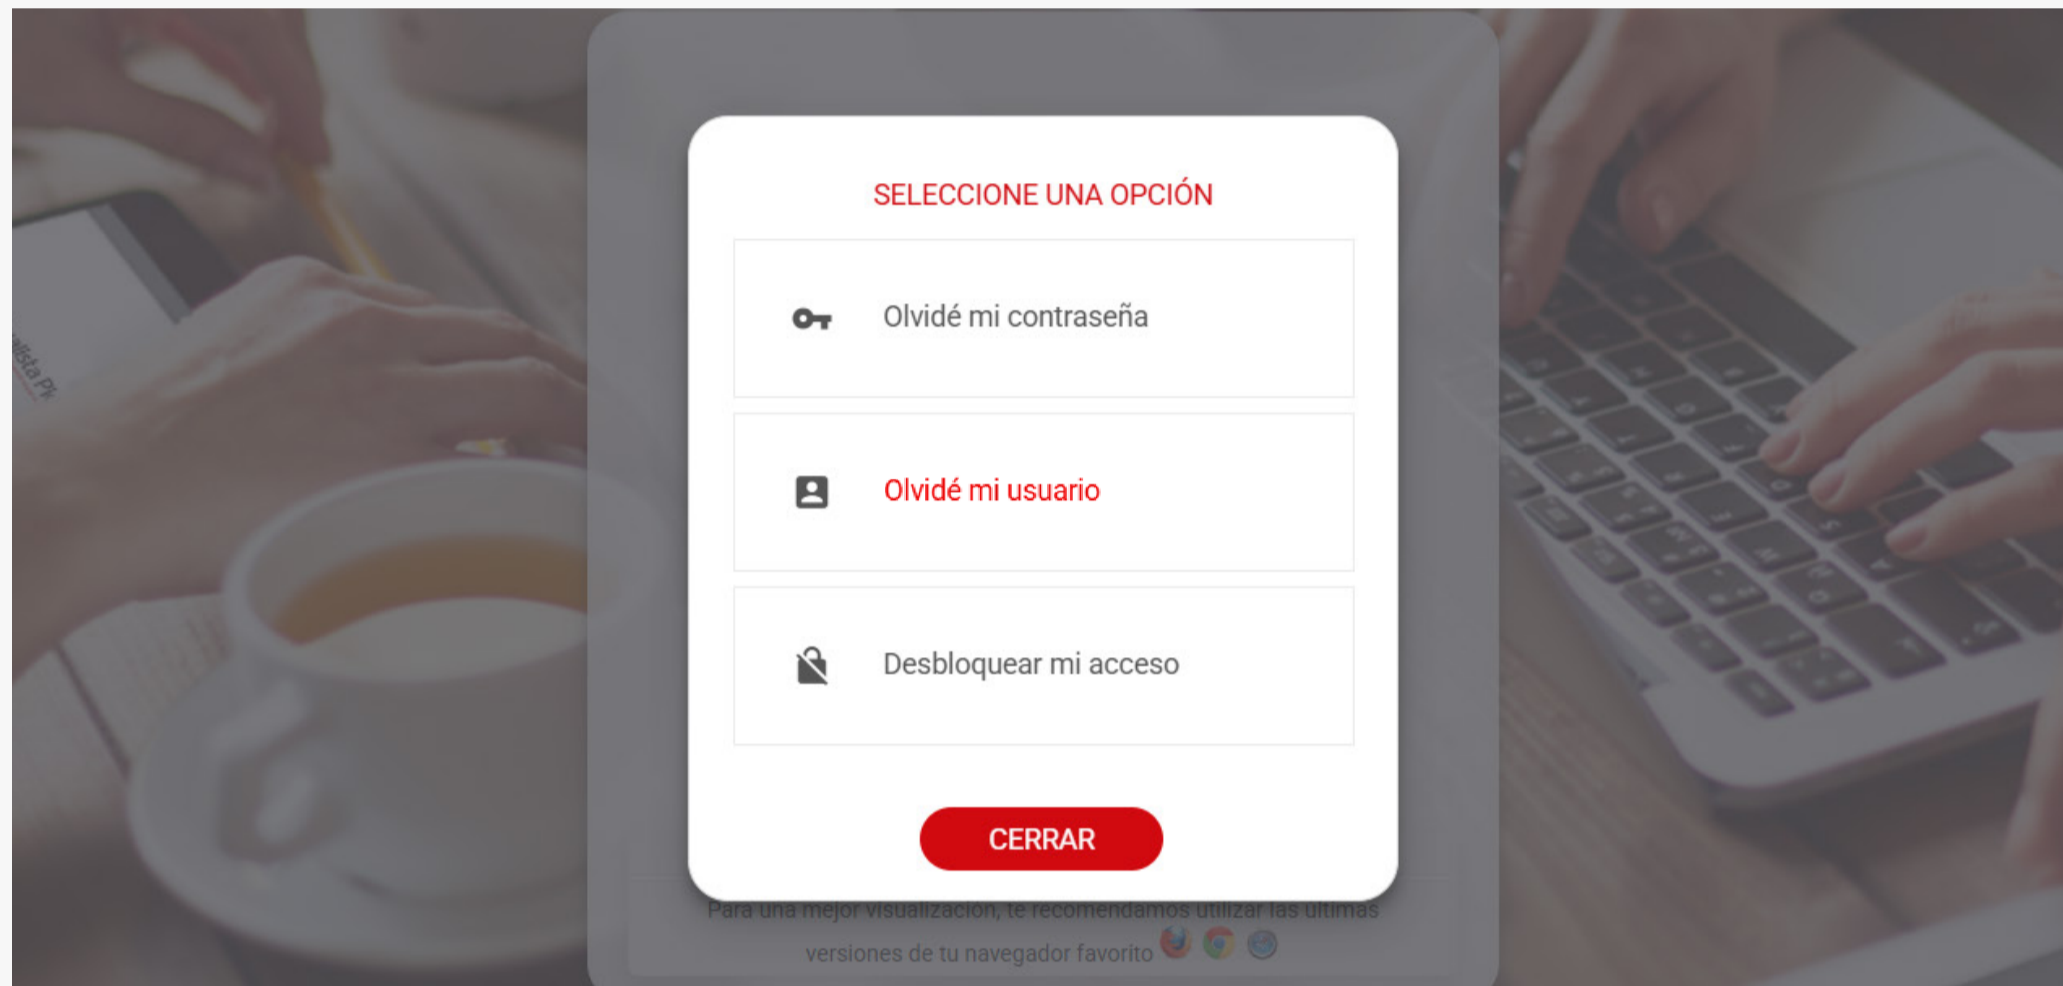 SELECCIONE UNA OPCIÓN
Olvidé mi contraseña
Olvidé mi usuario
Desbloquear mi acceso
CERRAR
Para una mejor visualización, te recomendamos utilizar las últimas
versiones de tu navegador favorito